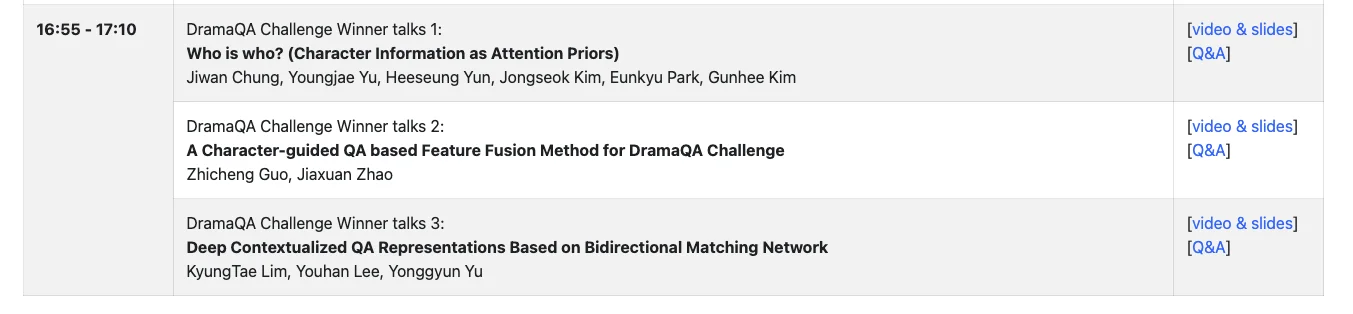 16:55 - 17:10
DramaQA Challenge Winner talks 1:
Who is who? (Character Information as Attention Priors)
Jiwan Chung, Youngjae Yu, Heeseung Yun, Jongseok Kim, Eunkyu Park, Gunhee Kim
[video & slides]
[Q&A]
DramaQA Challenge Winner talks 2:
A Character-guided QA based Feature Fusion Method for DramaQA Challenge
Zhicheng Guo, Jiaxuan Zhao
[video & slides]
[Q&A]
DramaQA Challenge Winner talks 3:
Deep Contextualized QA Representations Based on Bidirectional Matching Network
KyungTae Lim, Youhan Lee, Yonggyun Yu
[video & slides]
[Q&A]